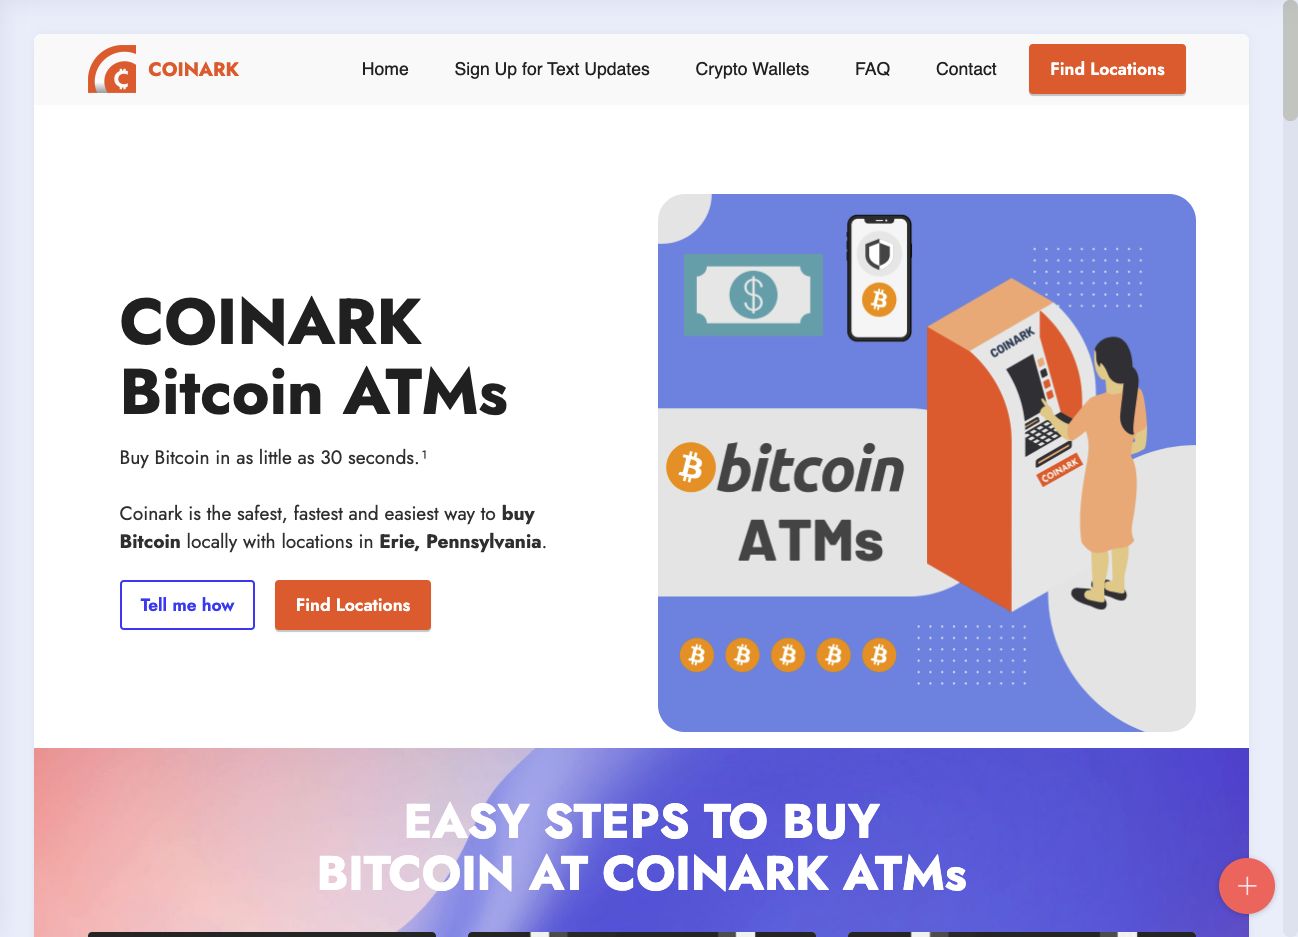 COINARK
Home
Sign Up for Text Updates
Crypto Wallets
FAQ
Contact
Find Locations
COINARK
Bitcoin ATMs
Buy Bitcoin in as little as 30 seconds.¹
Coinark is the safest, fastest and easiest way to buy
Bitcoin locally with locations in Erie, Pennsylvania.
Tell me how
Find Locations
$
COINARK
COINARK
bitcoin
ATMs
EASY STEPS TO BUY
BITCOIN AT COINARK ATMs